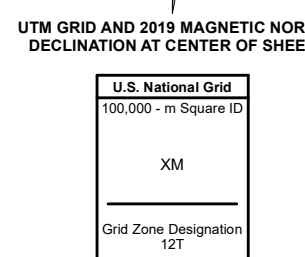 UTM GRID AND 2019 MAGNETIC NOR
DECLINATION AT CENTER OF SHEE
U.S. National Grid
100,000 - m Square ID
XM
Grid Zone Designation
12T